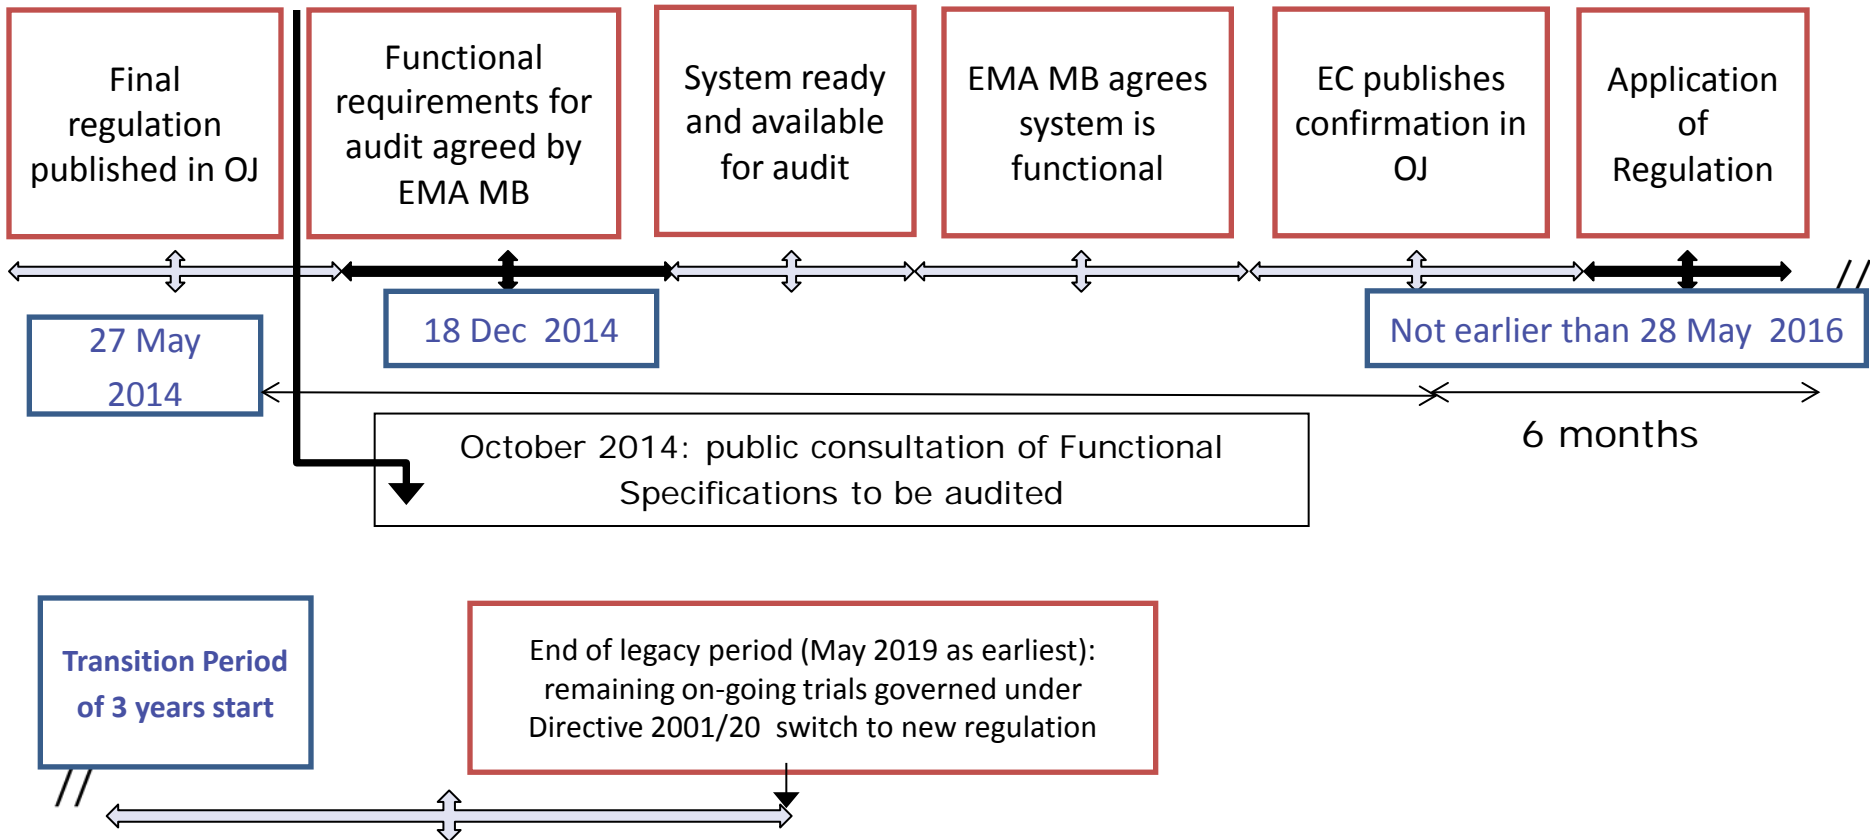 Final
regulation
published in OJ
Functional
requirements for
audit agreed by
EMA MB
System ready
and available
for audit
EMA MB agrees
system is
functional
EC publishes
confirmation in
OJ
Application
of
Regulation
27 May
2014
18 Dec 2014
Not earlier than 28 May 2016
October 2014: public consultation of Functional
Specifications to be audited
6 months
Transition Period
of 3 years start
End of legacy period (May 2019 as earliest):
remaining on-going trials governed under
Directive 2001/20 switch to new regulation